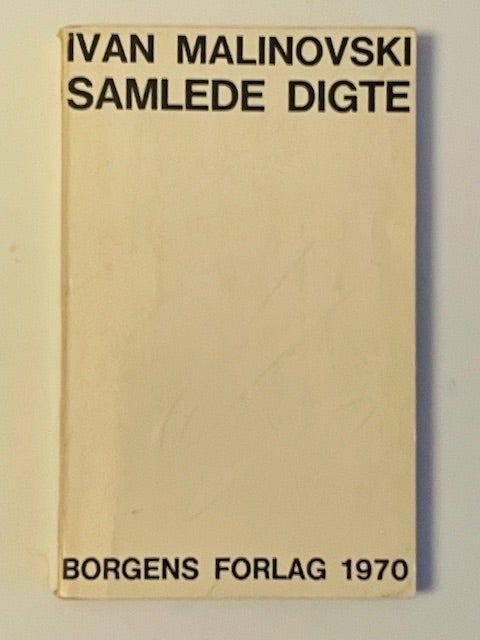 IVAN MALINOVSKI
SAMLEDE DIGTE
BORGENS FORLAG 1970